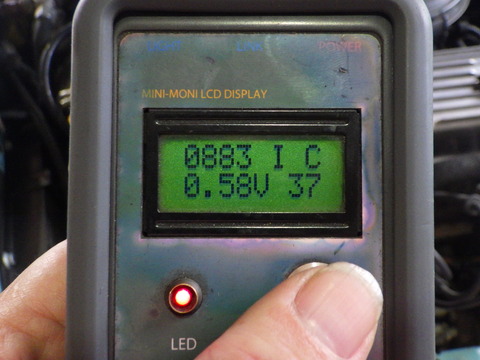 POWER
MINI-MONI LCD DISPLAY
0883 I C
0.58V 37
LED